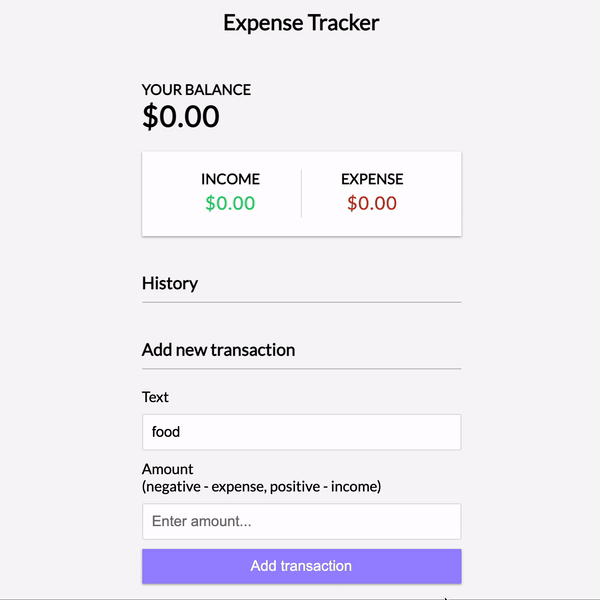 Expense Tracker
YOUR BALANCE
$0.00
INCOME
EXPENSE
$0.00
$0.00
History
Add new transaction
Text
food
Amount
(negative - expense, positive - income)
Enter amount...
Add transaction